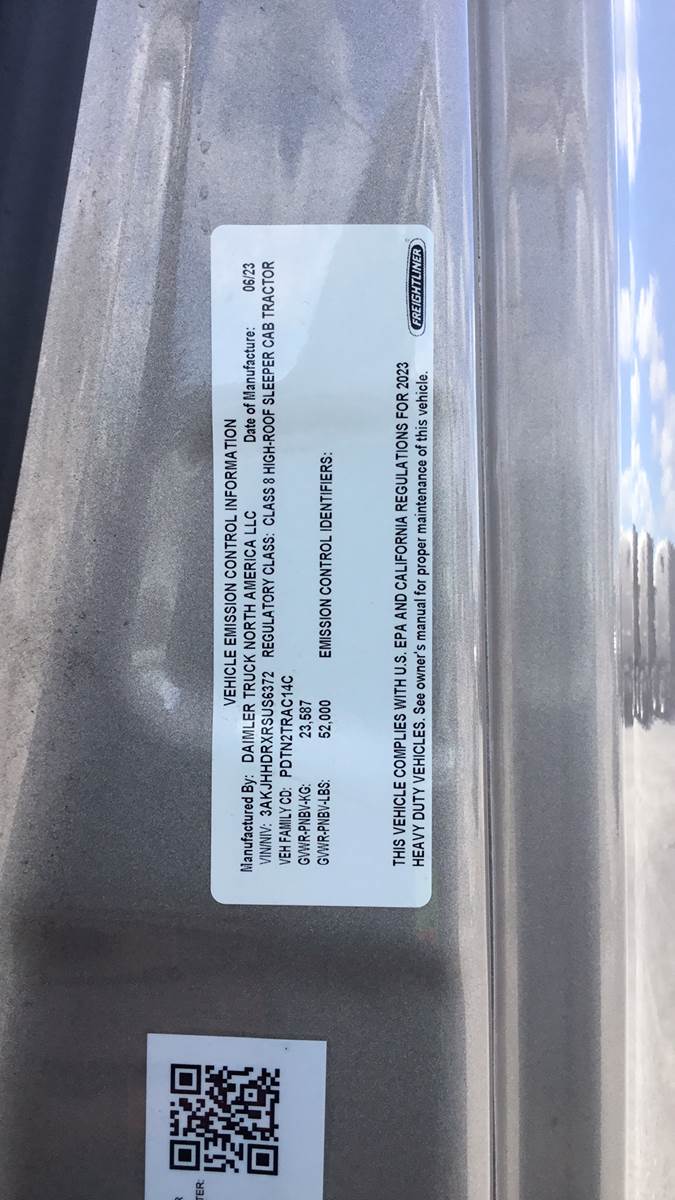 VEHICLE EMISSION CONTROL INFORMATION
Manufactured By: DAIMLER TRUCK NORTH AMERICA LLC Date of Manufacture: 06/23
VIN/NIV: 3AKJHHDRXRSUS6372 REGULATORY CLASS: CLASS 8 HIGH-ROOF SLEEPER CAB TRACTOR
VEH FAMILY CD: PDTN2TRAC14C
GVWR-PNBV-KG: 23,587
GVWR-PNBV-LBS: 52,000 EMISSION CONTROL IDENTIFIERS:
THIS VEHICLE COMPLIES WITH U.S. EPA AND CALIFORNIA REGULATIONS FOR 2023
HEAVY DUTY VEHICLES. See owner's manual for proper maintenance of this vehicle.
FREIGHTLINER
R
TER: